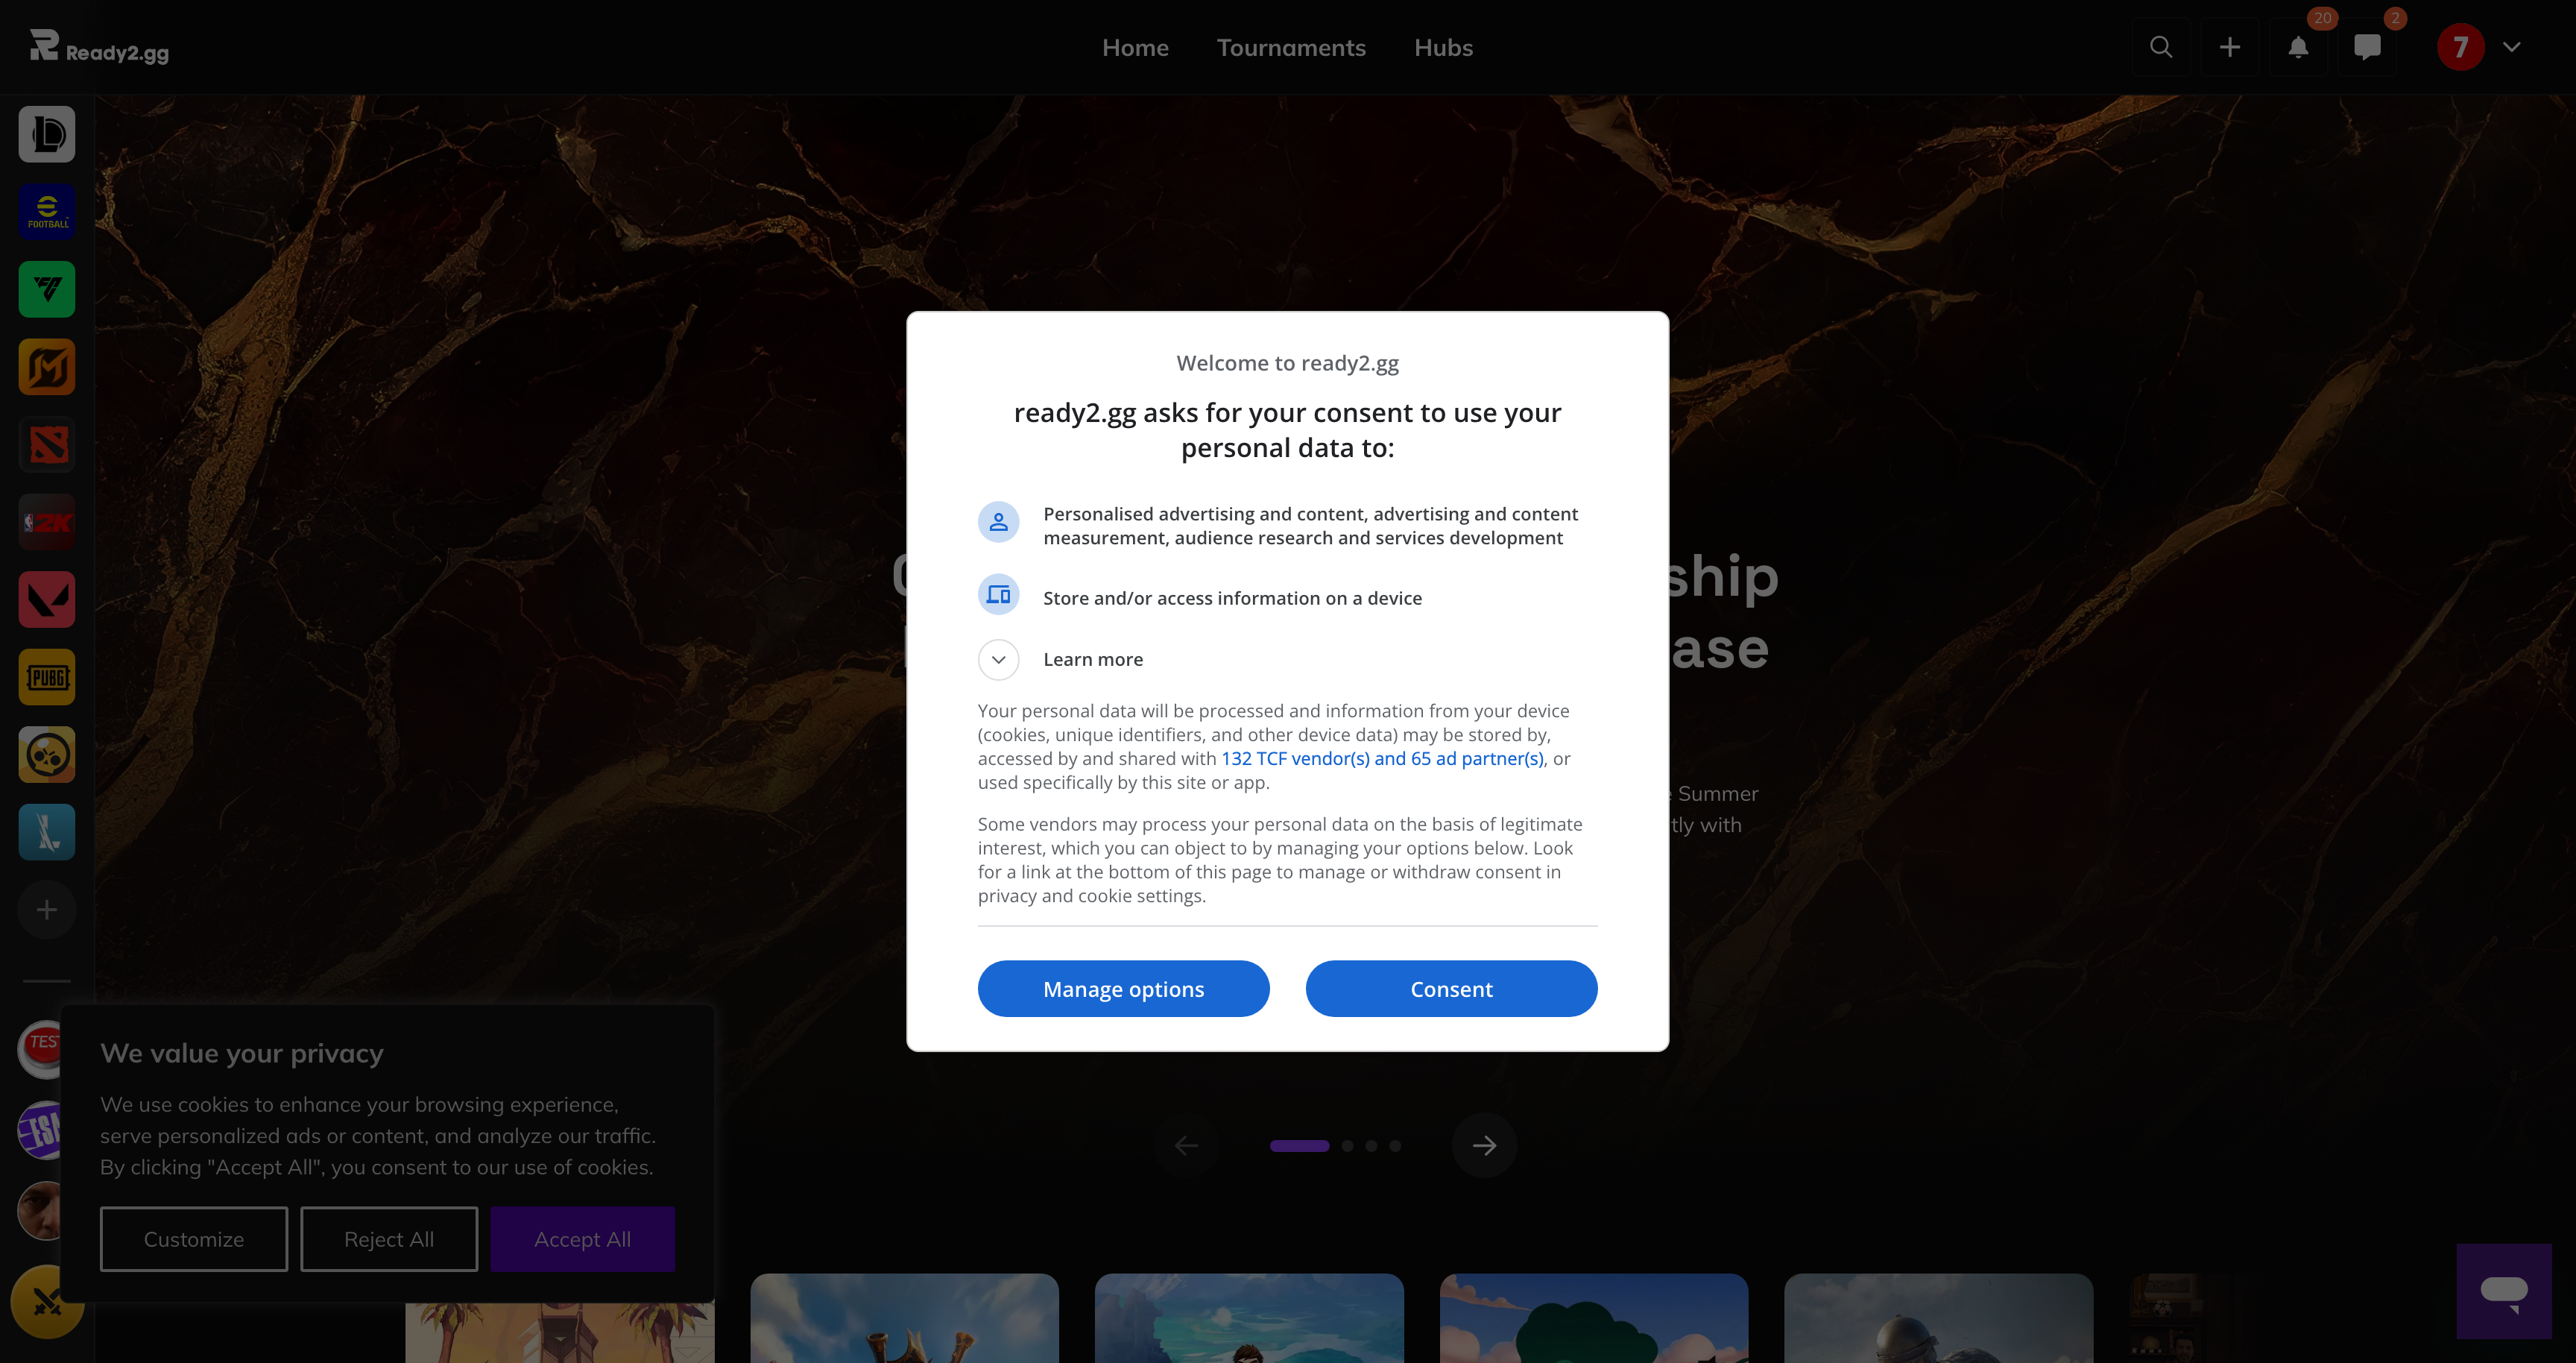 Ready2.gg
Home
Tournaments
Hubs
20
2
7
FOOTBALL
FC
2K
PUBG
Welcome to ready2.gg
ready2.gg asks for your consent to use your
personal data to:
Personalised advertising and content, advertising and content
measurement, audience research and services development
Store and/or access information on a device
Learn more
Your personal data will be processed and information from your device
(cookies, unique identifiers, and other device data) may be stored by,
accessed by and shared with 132 TCF vendor(s) and 65 ad partner(s), or
used specifically by this site or app.
Some vendors may process your personal data on the basis of legitimate
interest, which you can object to by managing your options below. Look
for a link at the bottom of this page to manage or withdraw consent in
privacy and cookie settings.
Manage options
Consent
ship
ase
Summer
tly with
TEST
We value your privacy
We use cookies to enhance your browsing experience,
serve personalized ads or content, and analyze our traffic.
By clicking "Accept All", you consent to our use of cookies.
Customize
Reject All
Accept All